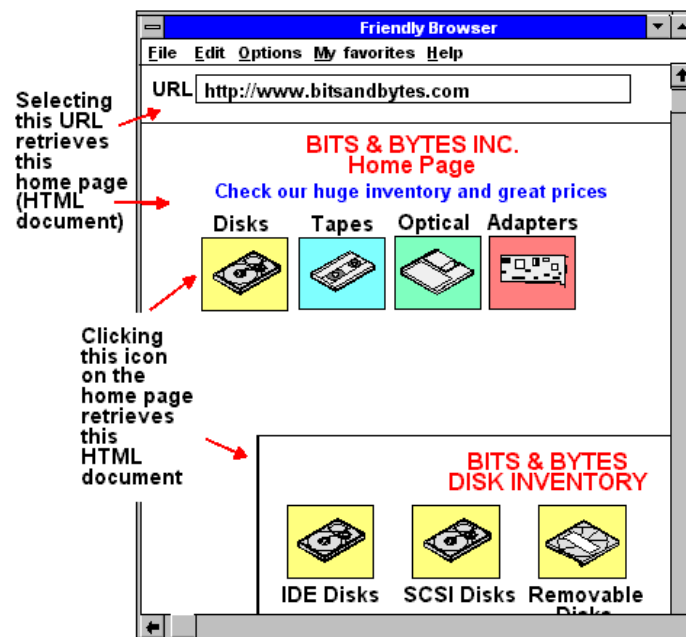 Friendly Browser
File Edit Options My favorites Help
URL http://www.bitsandbytes.com
Selecting
this URL
retrieves
this
home page
(HTML
document)
BITS & BYTES INC.
Home Page
Check our huge inventory and great prices
Disks Tapes Optical Adapters
Clicking
this icon
on the
home page
retrieves
this
HTML
document
BITS & BYTES
DISK INVENTORY
IDE Disks SCSI Disks Removable
Disks